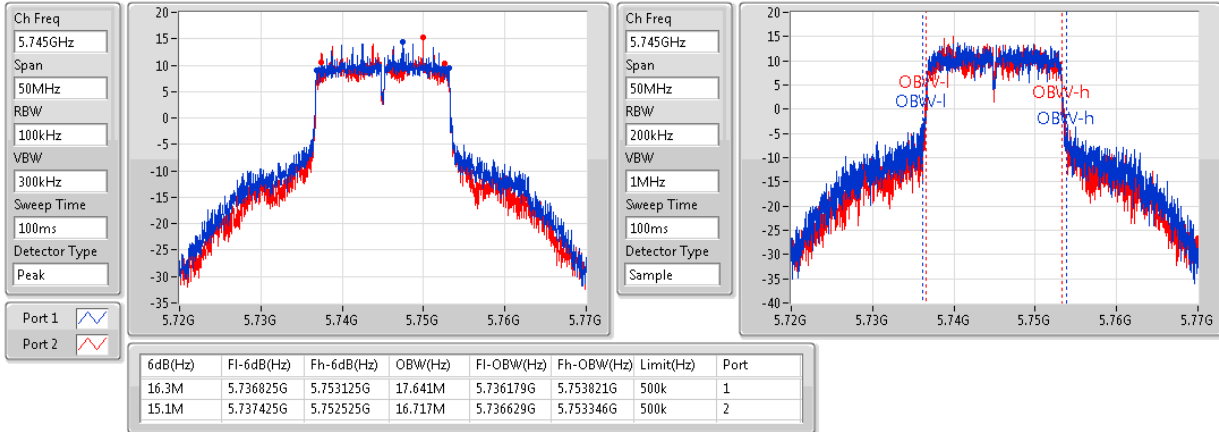 Ch Freq
5.745GHz
Span
50MHz
RBW
100kHz
VBW
300kHz
Sweep Time
100ms
Detector Type
Peak
Port 1
Port 2
20
15
10
5
0
-5
-10
-15
-20
-25
-30
-35
5.72G 5.73G 5.74G 5.75G 5.76G 5.77G
Ch Freq
5.745GHz
Span
50MHz
RBW
200kHz
VBW
1MHz
Sweep Time
100ms
Detector Type
Sample
20
15
10
5
0
-5
-10
-15
-20
-25
-30
-35
-40
OBW-l
OBW-l
OBW-h
OBW-h
5.72G 5.73G 5.74G 5.75G 5.76G 5.77G
6dB(Hz) Fl-6dB(Hz) Fh-6dB(Hz) OBW(Hz) Fl-OBW(Hz) Fh-OBW(Hz) Limit(Hz) Port
16.3M 5.736825G 5.753125G 17.641M 5.736179G 5.753821G 500k 1
15.1M 5.737425G 5.752525G 16.717M 5.736629G 5.753346G 500k 2